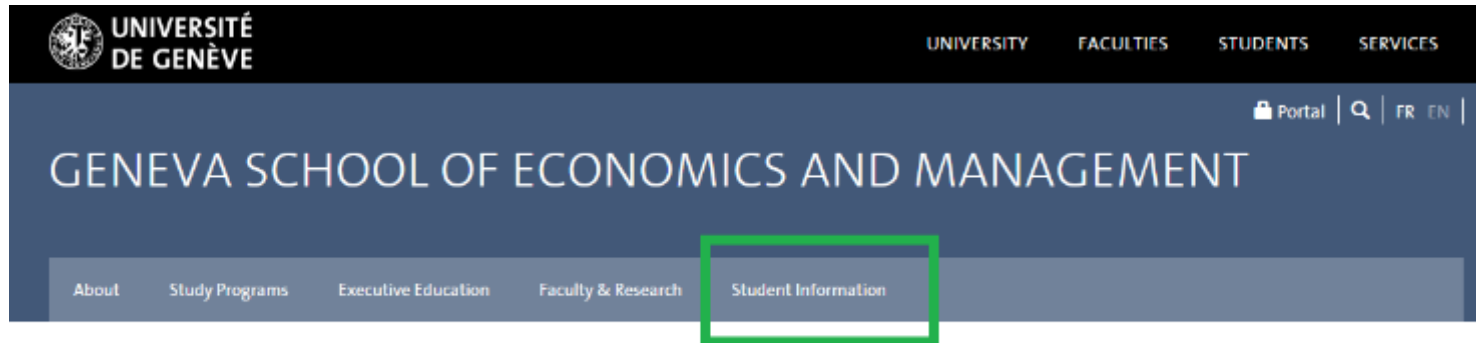 UNIVERSITÉ
DE GENÈVE
UNIVERSITY FACULTIES STUDENTS SERVICES
Portal | FR EN |
GENEVA SCHOOL OF ECONOMICS AND MANAGEMENT
About Study Programs Executive Education Faculty & Research Student Information